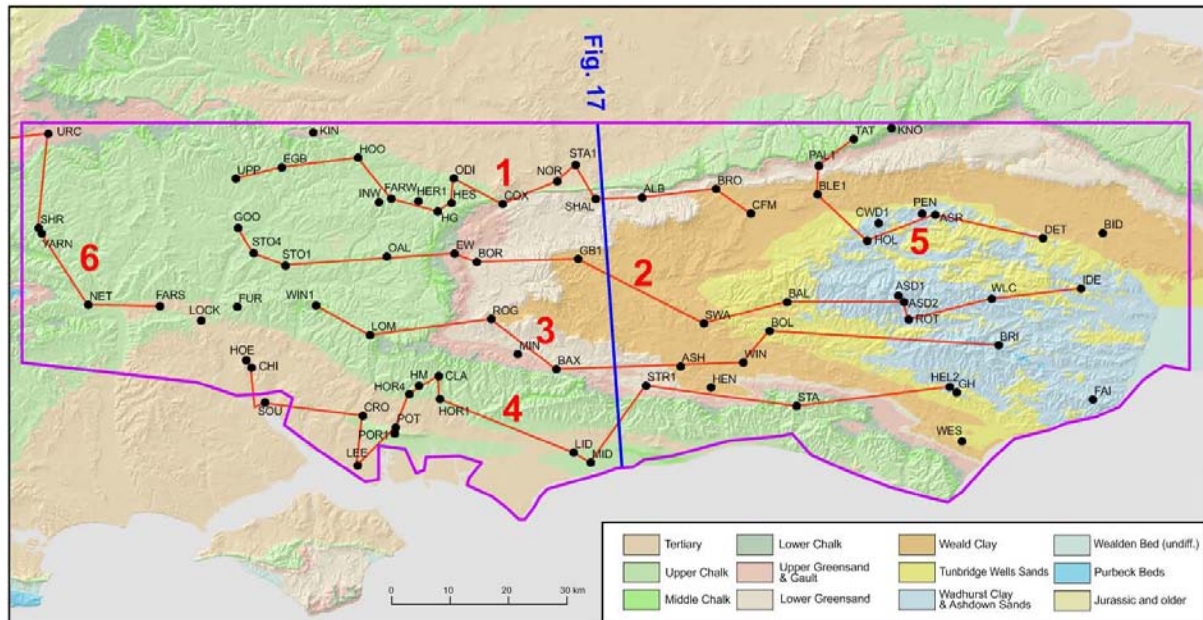 Fig. 17
URC
KIN
HOO
EGB
UPP
INW
FARW
HER1
HG
HES
ODI
COX
NOR
STA1
SHAL
ALB
BRO
CFM
TAT
KNO
PAL1
BLE1
CWD1
PEN
ASR
HOL
DET
BID
1
2
3
4
5
6
SHR
YARN
NET
FARS
LOCK
FUR
GOO
STO4
STO1
OAL
EW
BOR
GB1
WIN1
LOM
ROG
MIN
BAX
SWA
BAL
BOL
ASD1
ASD2
ROT
WLC
IDE
BRI
ASH
WIN
HEN
STR1
STA
HEL2
GH
FAI
WES
HOE
CHI
SOU
CRO
LEE
POR1
POT
HOR4
HM
CLA
HOR1
LID
MID
0 10 20 30 km
Tertiary
Upper Chalk
Middle Chalk
Lower Chalk
Upper Greensand
& Gault
Lower Greensand
Weald Clay
Tunbridge Wells Sands
Wadhurst Clay
& Ashdown Sands
Wealden Bed (undiff.)
Purbeck Beds
Jurassic and older